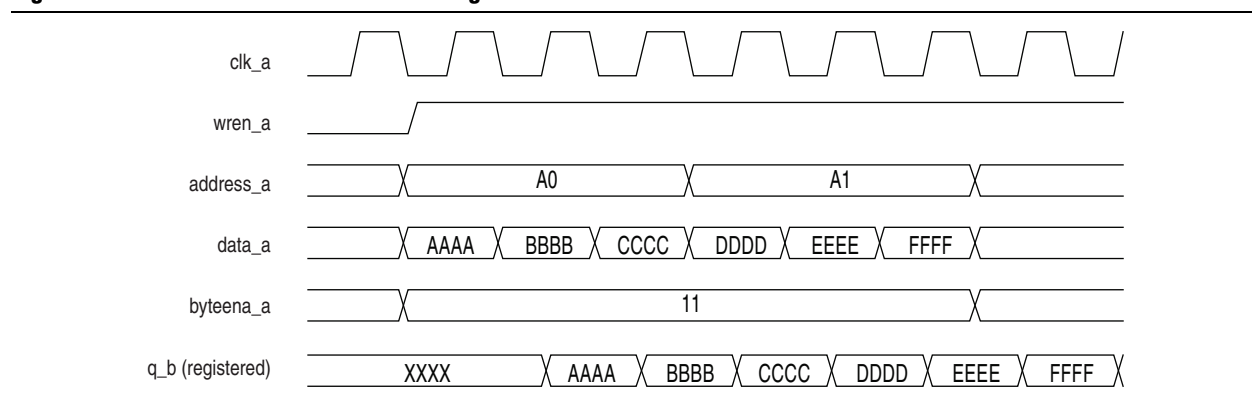 clk_a
wren_a
address_a A0 A1
data_a AAAA BBBB CCCC DDDD EEEE FFFF
byteena_a 11
q_b (registered) XXXX AAAA BBBB CCCC DDDD EEEE FFFF